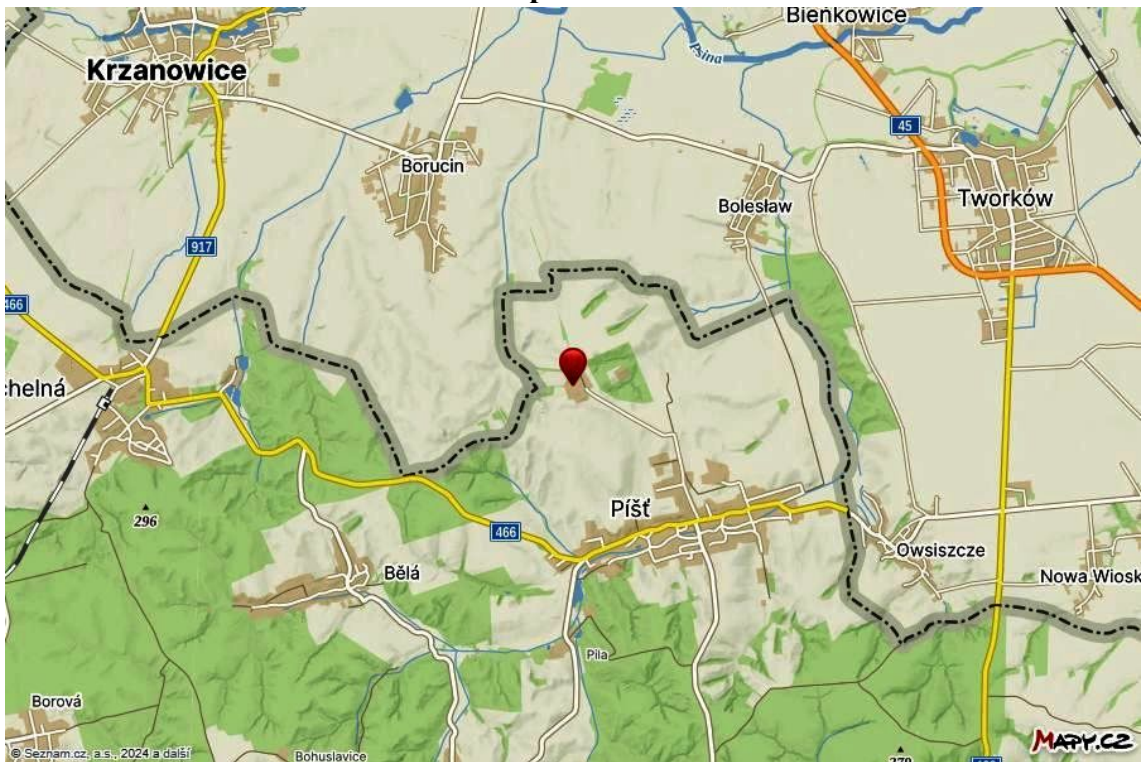 Bieńkowice
Psina
Krzanowice
45
Borucin
Tworków
Bolesław
917
466
chelná
Píšť
296
466
Owsiszcze
Bělá
Nowa Wiosk
Pila
Borová
Bohuslavice
© Seznam.cz, a.s., 2024 a další
MAPY.CZ